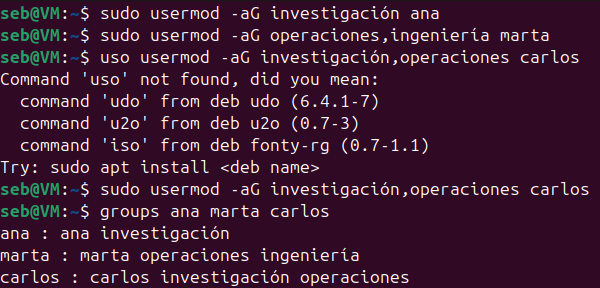 seb@VM:~$ sudo usermod -aG investigación ana
seb@VM:~$ sudo usermod -aG operaciones,ingeniería marta
seb@VM:~$ uso usermod -aG investigación,operaciones carlos
Command 'uso' not found, did you mean:
  command 'udo' from deb udo (6.4.1-7)
  command 'u2o' from deb u2o (0.7-3)
  command 'iso' from deb fonty-rg (0.7-1.1)
Try: sudo apt install <deb name>
seb@VM:~$ sudo usermod -aG investigación,operaciones carlos
seb@VM:~$ groups ana marta carlos
ana : ana investigación
marta : marta operaciones ingeniería
carlos : carlos investigación operaciones